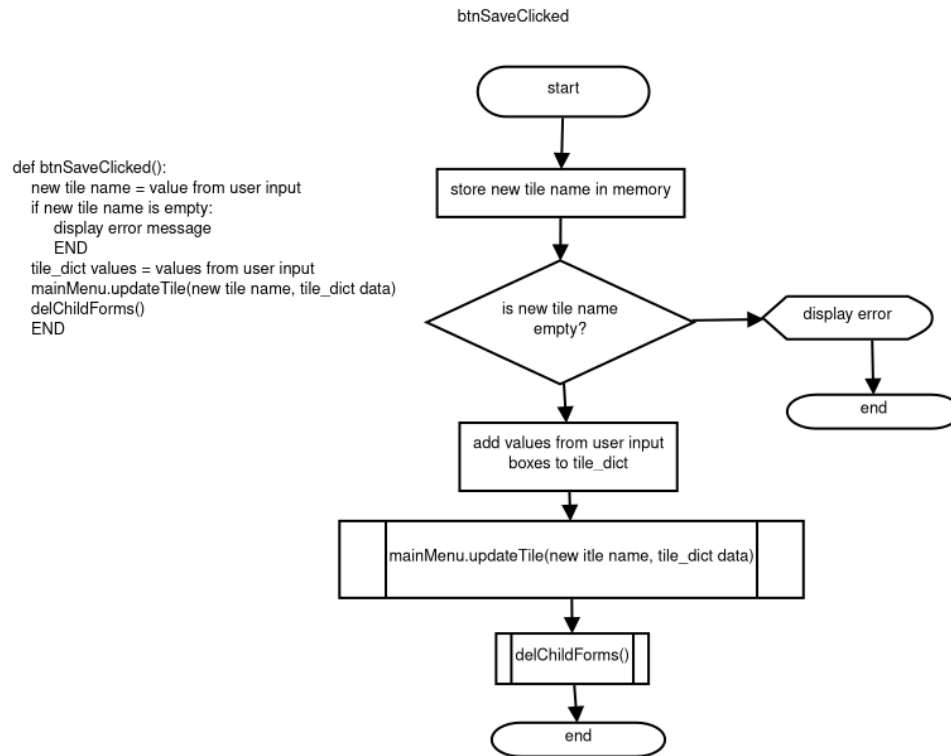 btnSaveClicked
def btnSaveClicked():
new tile name = value from user input
if new tile name is empty:
display error message
END
tile_dict values = values from user input
mainMenu.updateTile(new tile name, tile_dict data)
delChildForms()
END
start
store new tile name in memory
is new tile name
empty?
display error
end
add values from user input
boxes to tile_dict
mainMenu.updateTile(new itle name, tile_dict data)
delChildForms()
end